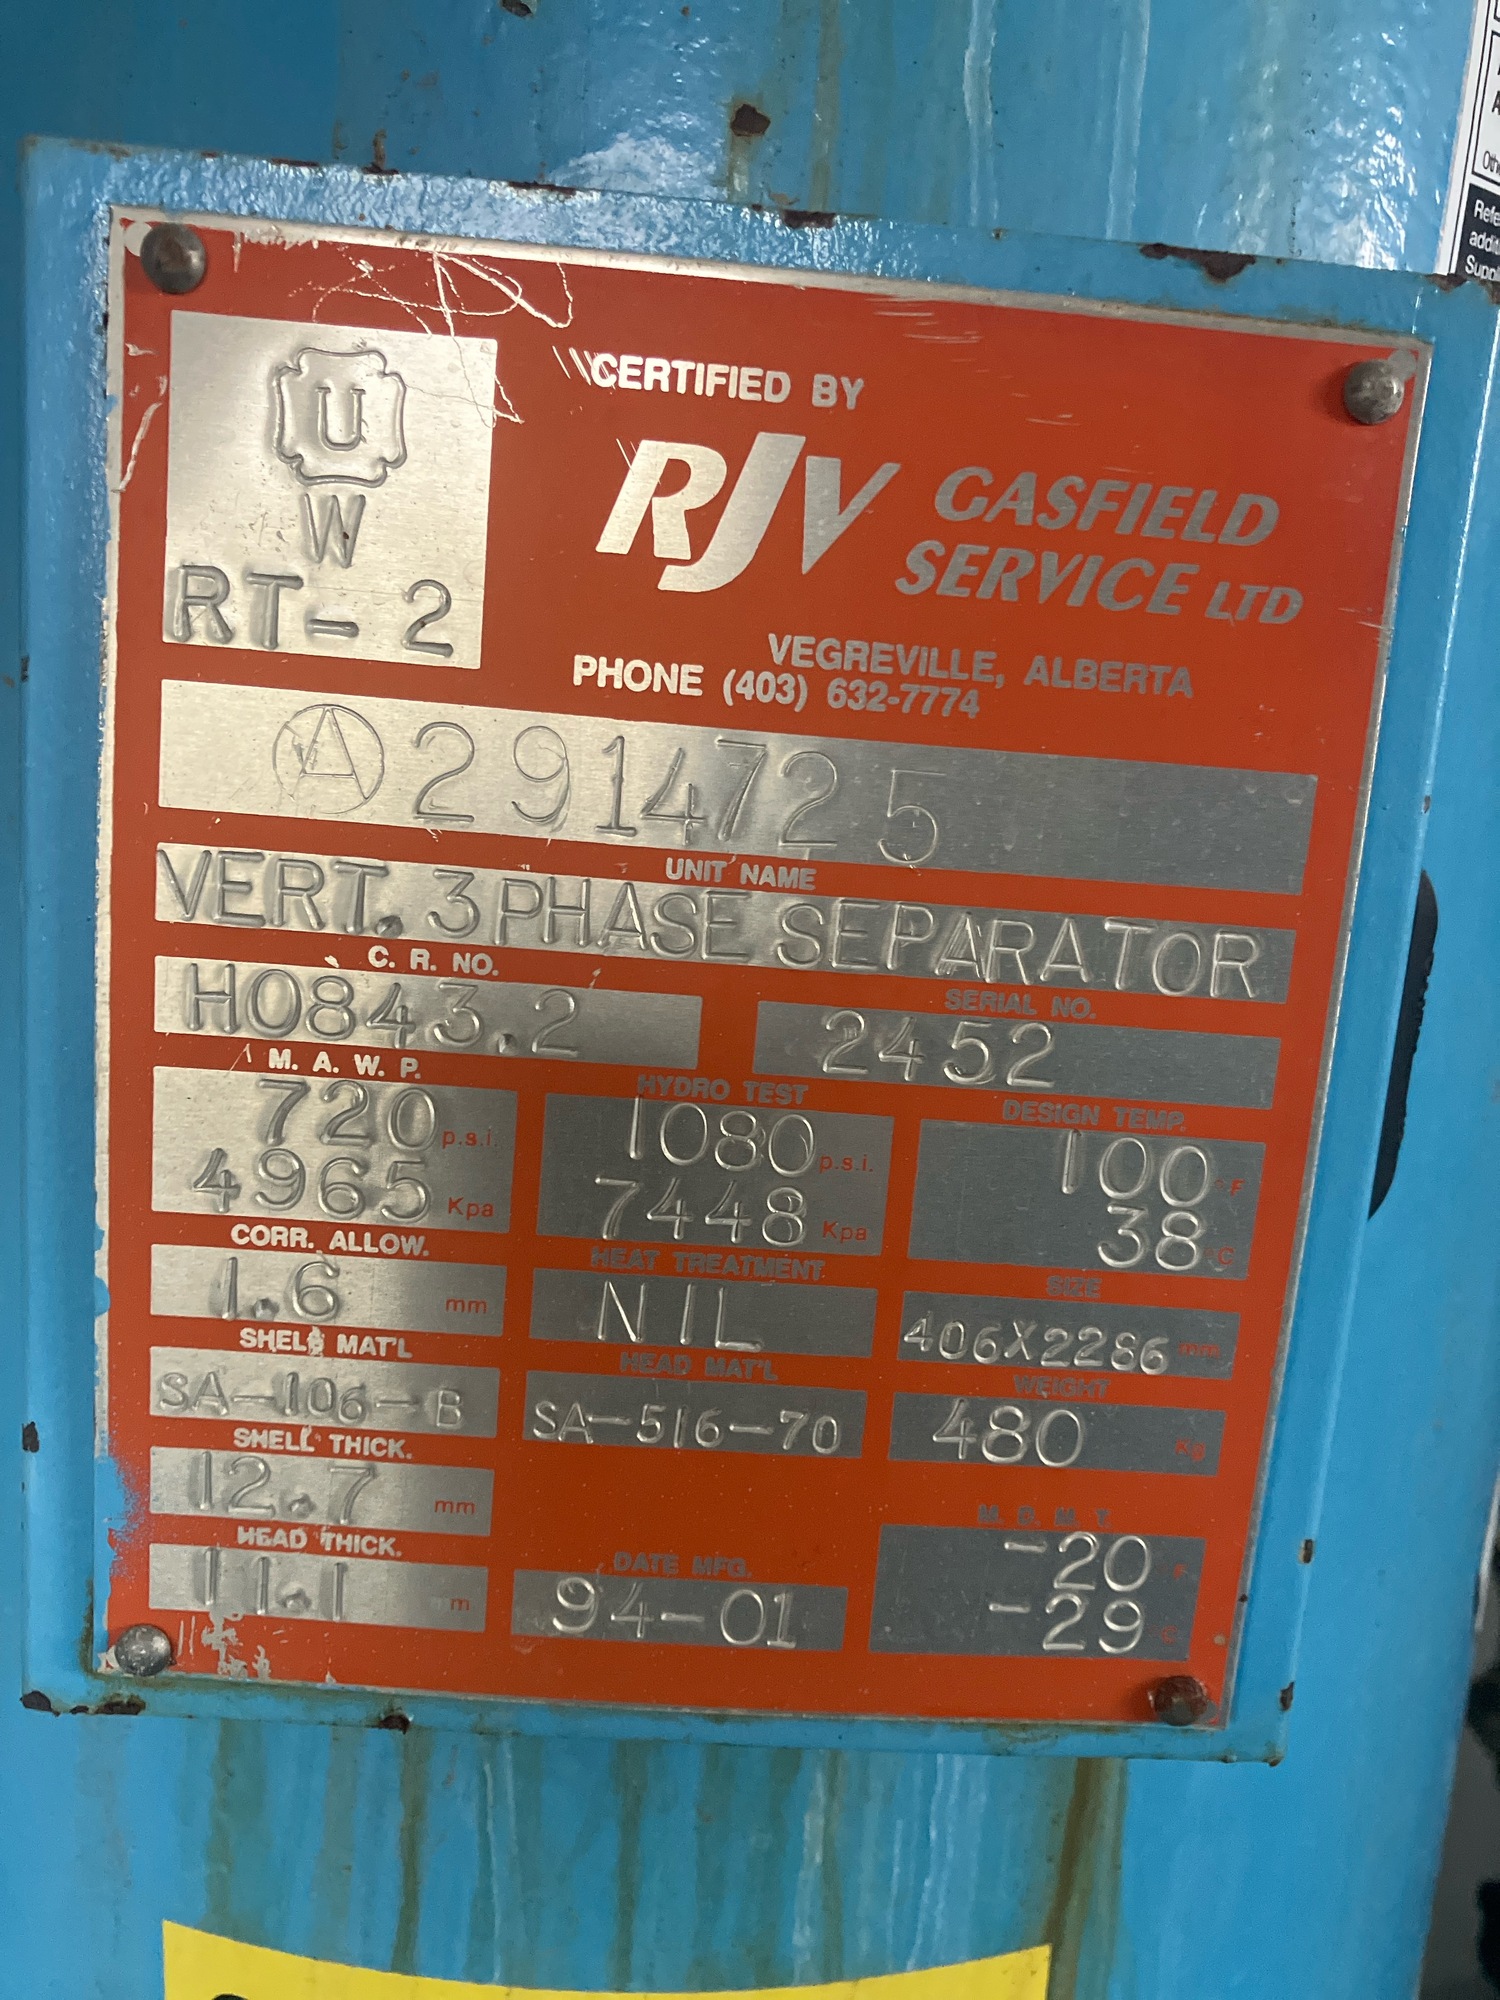 U
W
RT-2
CERTIFIED BY
RJV GASFIELD
SERVICE LTD
VEGREVILLE, ALBERTA
PHONE (403) 632-7774
A 2914725
UNIT NAME
VERT. 3 PHASE SEPARATOR
C. R. NO.
H0843.2
SERIAL NO.
2452
M. A. W. P.
720 p.s.i.
4965 Kpa
HYDRO TEST
1080 p.s.i.
7448 Kpa
DESIGN TEMP.
100 °F
38 °C
CORR. ALLOW.
1.6 mm
HEAT TREATMENT
NIL
SIZE
406X2286 mm
SHELL MAT'L
SA-106-B
HEAD MAT'L
SA-516-70
WEIGHT
480 Kg
SHELL THICK.
12.7 mm
HEAD THICK.
11.1 mm
DATE MFG.
94-01
M. D. M. T.
-20 °F
-29 °C
Refe
addit
Suppl